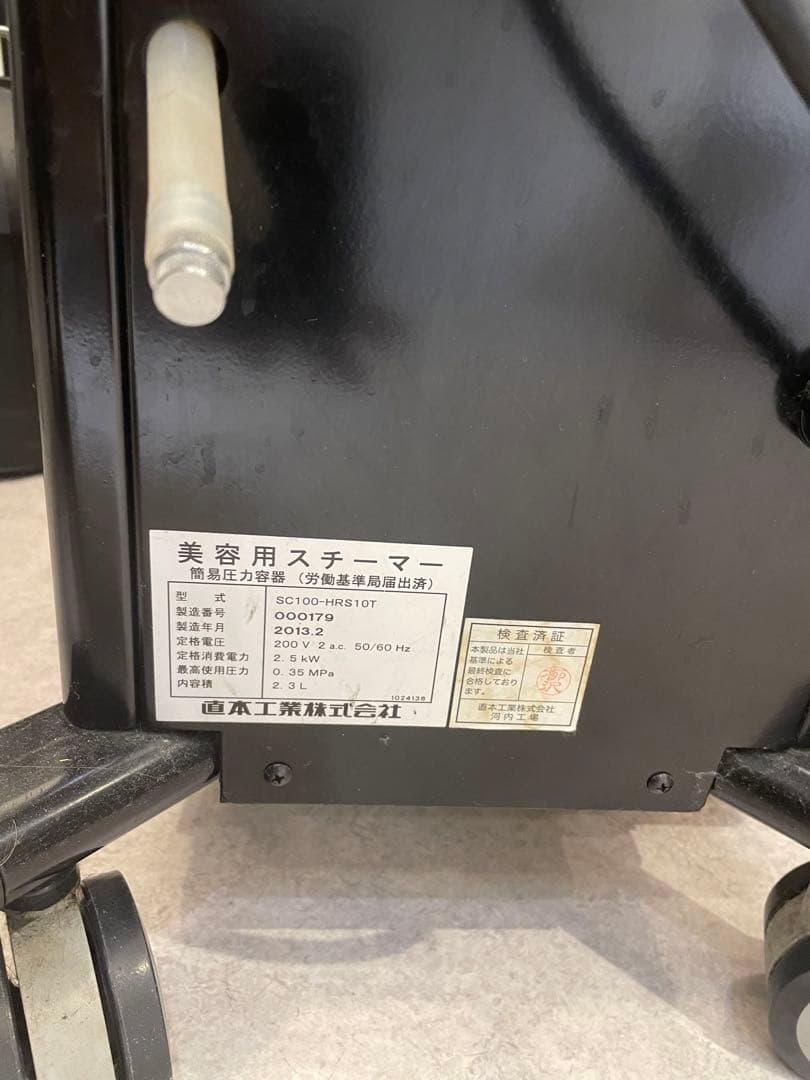 美容用スチーマー
簡易圧力容器 (労働基準局届出済)
型式 SC100-HRS10T
製造番号 000179
製造年月 2013.2
定格電圧 200 V 2 a.c. 50/60 Hz
定格消費電力 2.5 kW
最高使用圧力 0.35 MPa
内容積 2.3 L
1024138
直本工業株式会社
検査済証
本製品は当社
基準による
最終検査に
合格しており
ます。
検査者
直本工業株式会社
河内工場